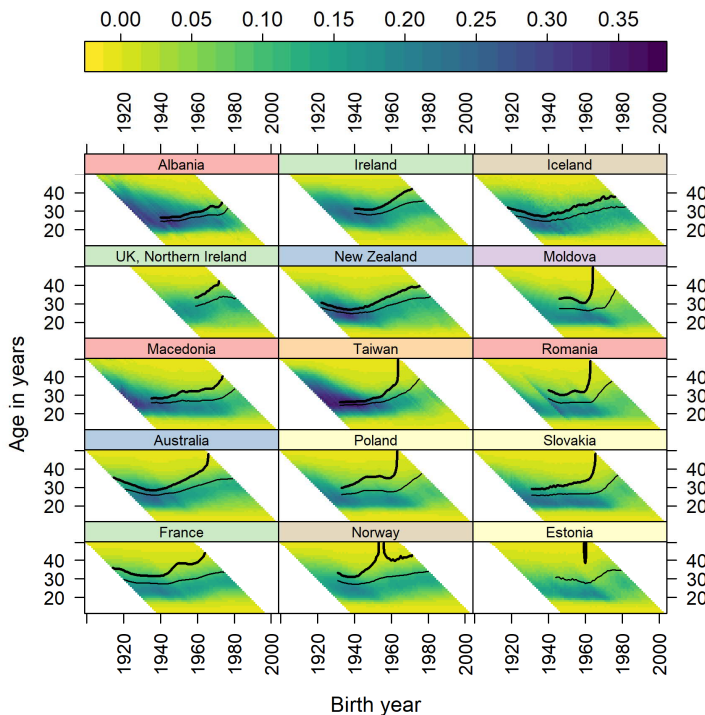 0.00 0.05 0.10 0.15 0.20 0.25 0.30 0.35
1920 1940 1960 1980 2000 1920 1940 1960 1980 2000 1920 1940 1960 1980 2000
Albania Ireland Iceland
40 40
30 30
20 20
UK, Northern Ireland New Zealand Moldova
40 40
30 30
20 20
Macedonia Taiwan Romania
40 40
30 30
20 20
Australia Poland Slovakia
40 40
30 30
20 20
France Norway Estonia
40 40
30 30
20 20
1920 1940 1960 1980 2000 1920 1940 1960 1980 2000 1920 1940 1960 1980 2000
Age in years
Birth year